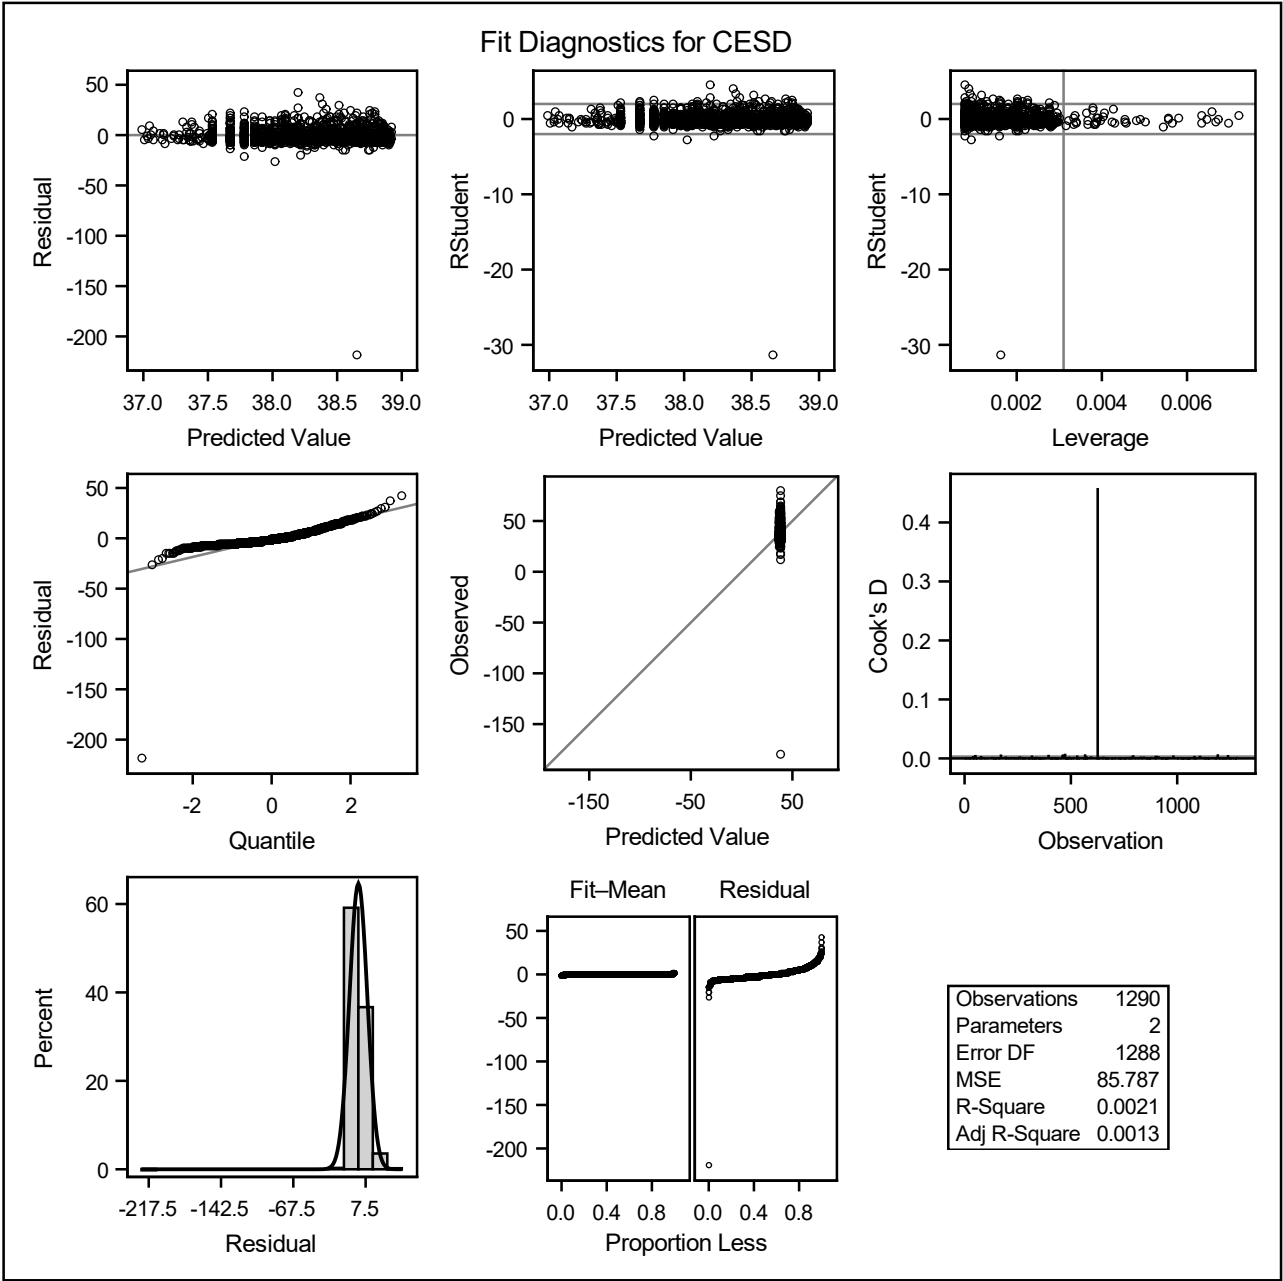 Fit Diagnostics for CESD
50
0
-50
-100
-150
-200
Residual
37.0 37.5 38.0 38.5 39.0
Predicted Value
0
-10
-20
-30
RStudent
37.0 37.5 38.0 38.5 39.0
Predicted Value
0
-10
-20
-30
RStudent
0.002 0.004 0.006
Leverage
50
0
-50
-100
-150
-200
Residual
-2 0 2
Quantile
50
0
-50
-100
-150
Observed
-150 -50 50
Predicted Value
0.4
0.3
0.2
0.1
0.0
Cook's D
0 500 1000
Observation
60
40
20
0
Percent
-217.5 -142.5 -67.5 7.5
Residual
Fit–Mean Residual
50
0
-50
-100
-150
-200
0.0 0.4 0.8 0.0 0.4 0.8
Proportion Less
Observations 1290
Parameters 2
Error DF 1288
MSE 85.787
R-Square 0.0021
Adj R-Square 0.0013